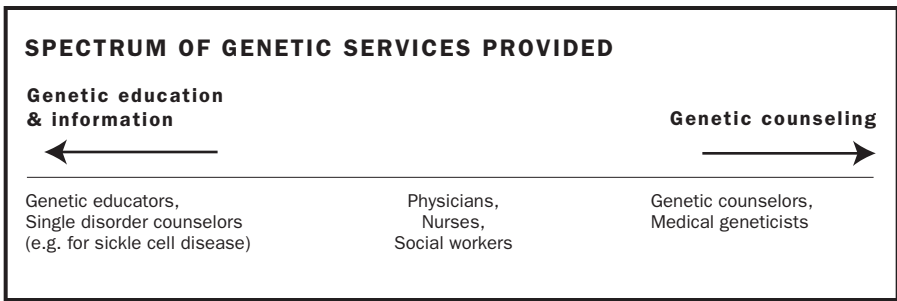 SPECTRUM OF GENETIC SERVICES PROVIDED
Genetic education
& information
Genetic counseling
Genetic educators,
Single disorder counselors
(e.g. for sickle cell disease)
Physicians,
Nurses,
Social workers
Genetic counselors,
Medical geneticists